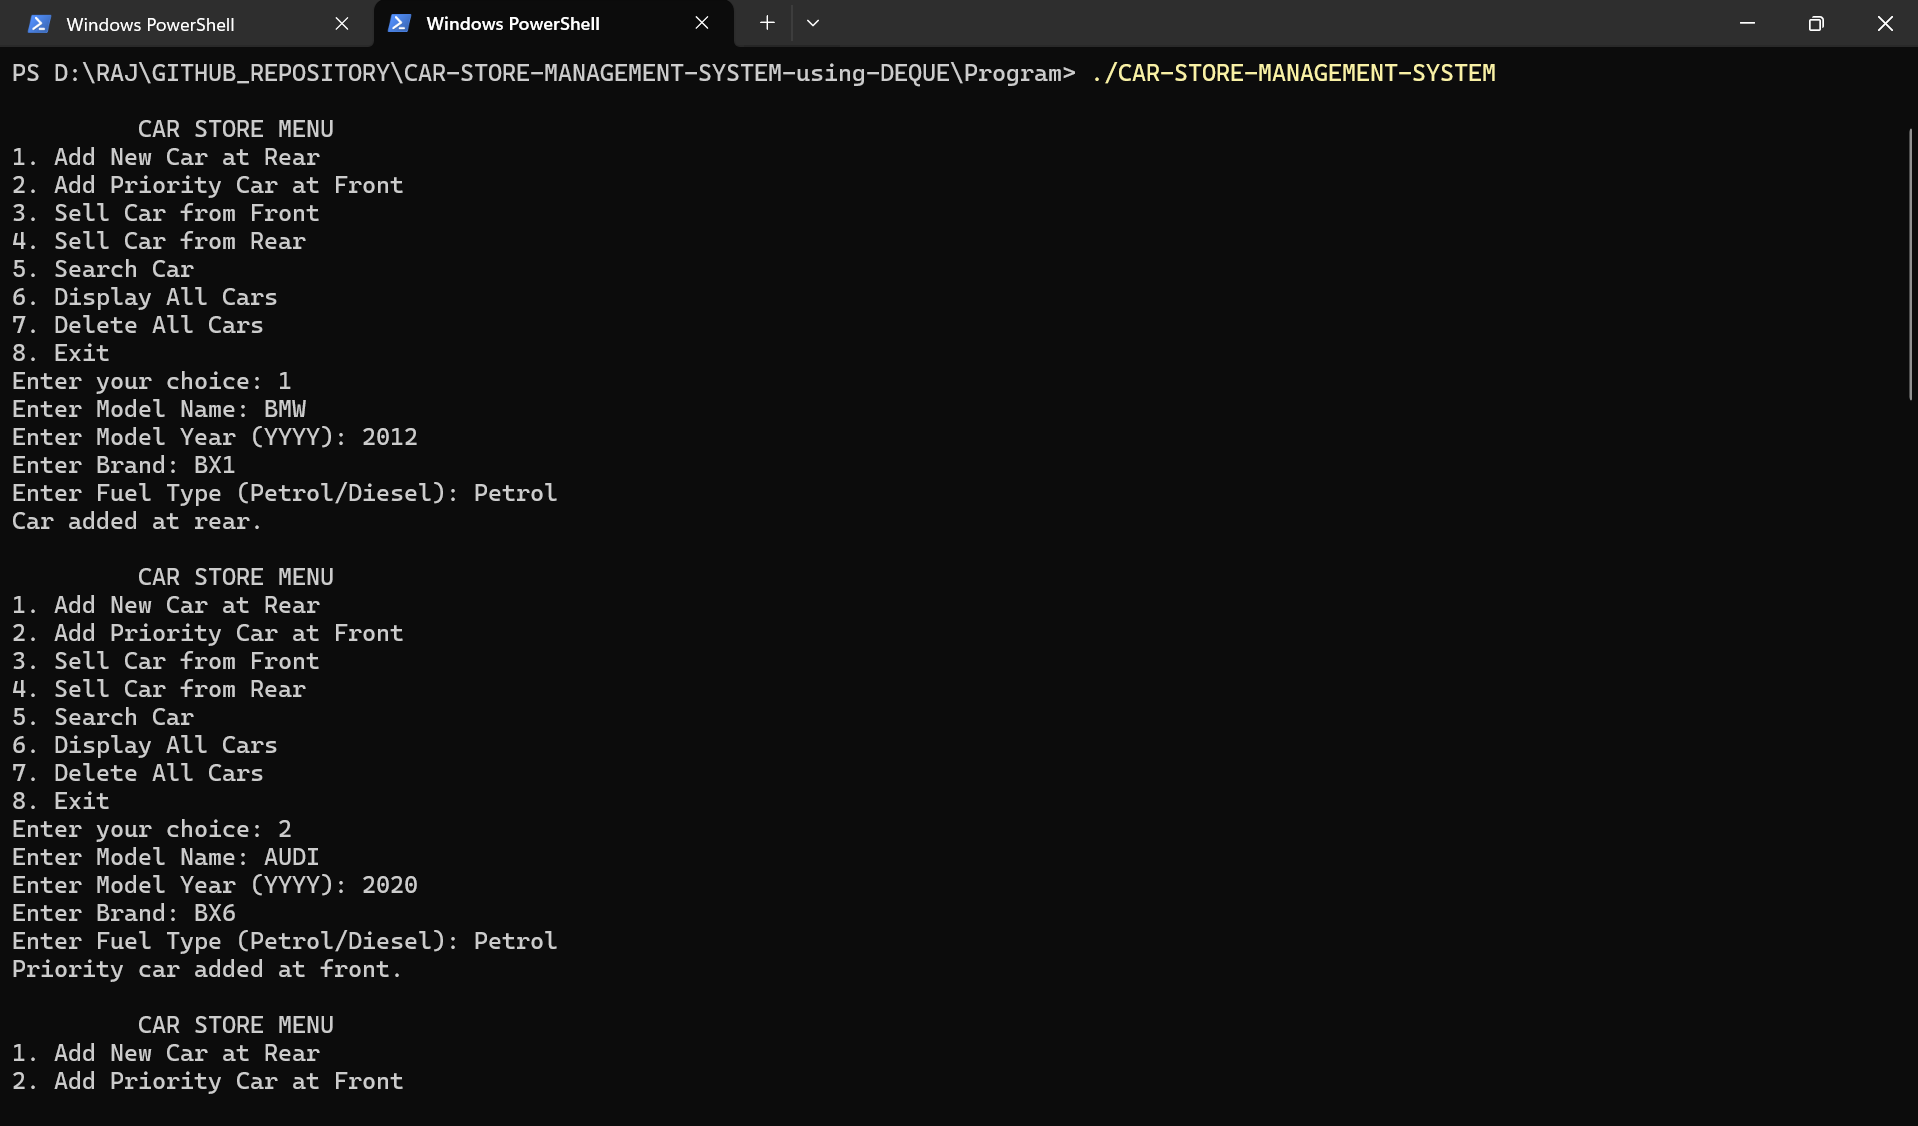 Windows PowerShell
Windows PowerShell
PS D:\RAJ\GITHUB_REPOSITORY\CAR-STORE-MANAGEMENT-SYSTEM-using-DEQUE\Program> ./CAR-STORE-MANAGEMENT-SYSTEM
CAR STORE MENU
1. Add New Car at Rear
2. Add Priority Car at Front
3. Sell Car from Front
4. Sell Car from Rear
5. Search Car
6. Display All Cars
7. Delete All Cars
8. Exit
Enter your choice: 1
Enter Model Name: BMW
Enter Model Year (YYYY): 2012
Enter Brand: BX1
Enter Fuel Type (Petrol/Diesel): Petrol
Car added at rear.
CAR STORE MENU
1. Add New Car at Rear
2. Add Priority Car at Front
3. Sell Car from Front
4. Sell Car from Rear
5. Search Car
6. Display All Cars
7. Delete All Cars
8. Exit
Enter your choice: 2
Enter Model Name: AUDI
Enter Model Year (YYYY): 2020
Enter Brand: BX6
Enter Fuel Type (Petrol/Diesel): Petrol
Priority car added at front.
CAR STORE MENU
1. Add New Car at Rear
2. Add Priority Car at Front